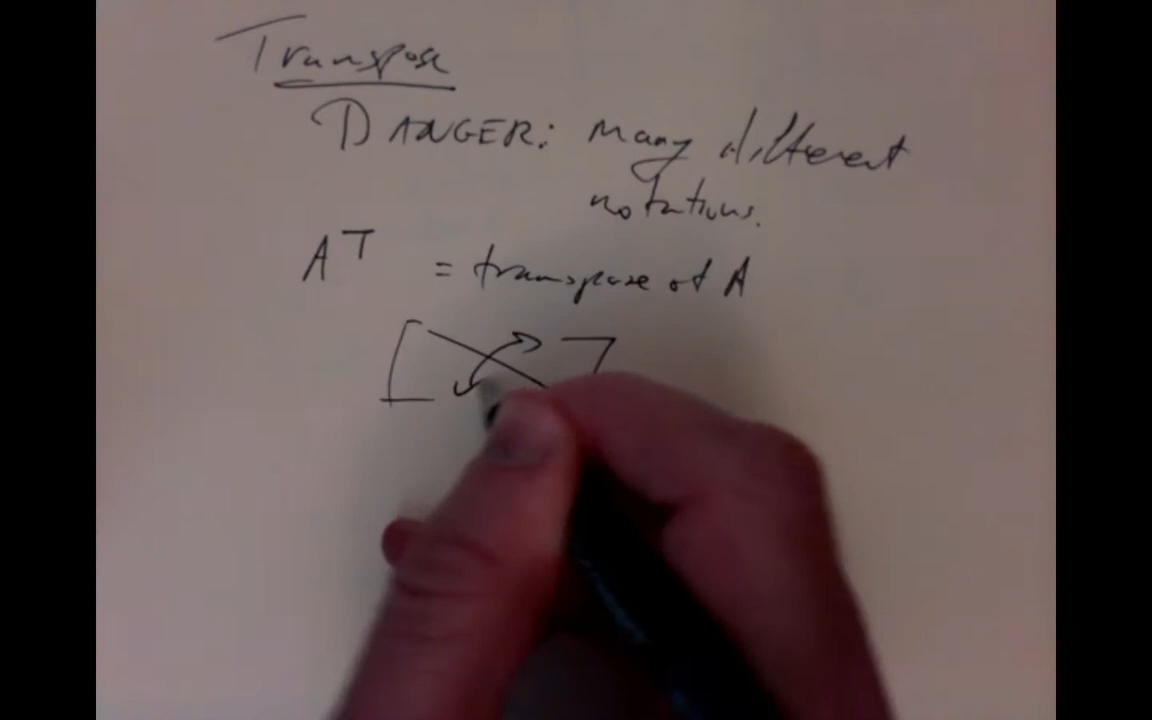 Transpose
DANGER: Many different
notations.
A^T = transpose of A